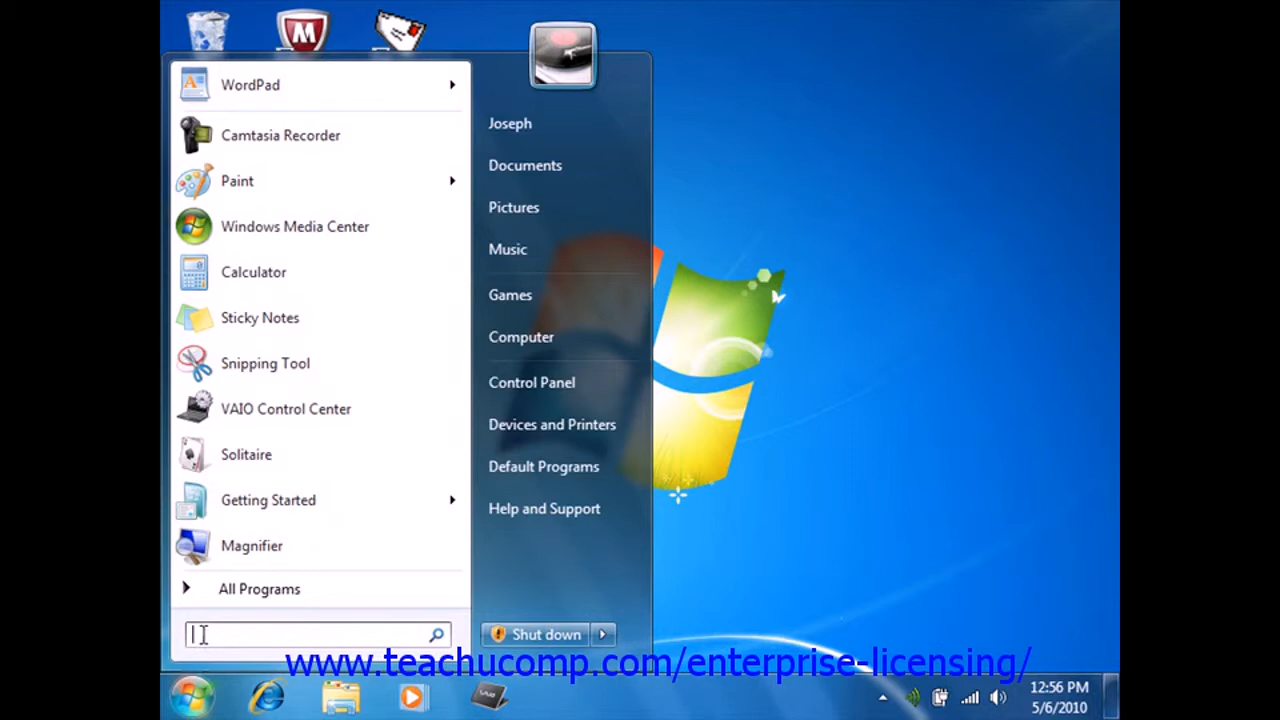 WordPad
Camtasia Recorder
Paint
Windows Media Center
Calculator
Sticky Notes
Snipping Tool
VAIO Control Center
Solitaire
Getting Started
Magnifier
All Programs
Joseph
Documents
Pictures
Music
Games
Computer
Control Panel
Devices and Printers
Default Programs
Help and Support
Shut down
www.teachucomp.com/enterprise-licensing/
12:56 PM
5/6/2010